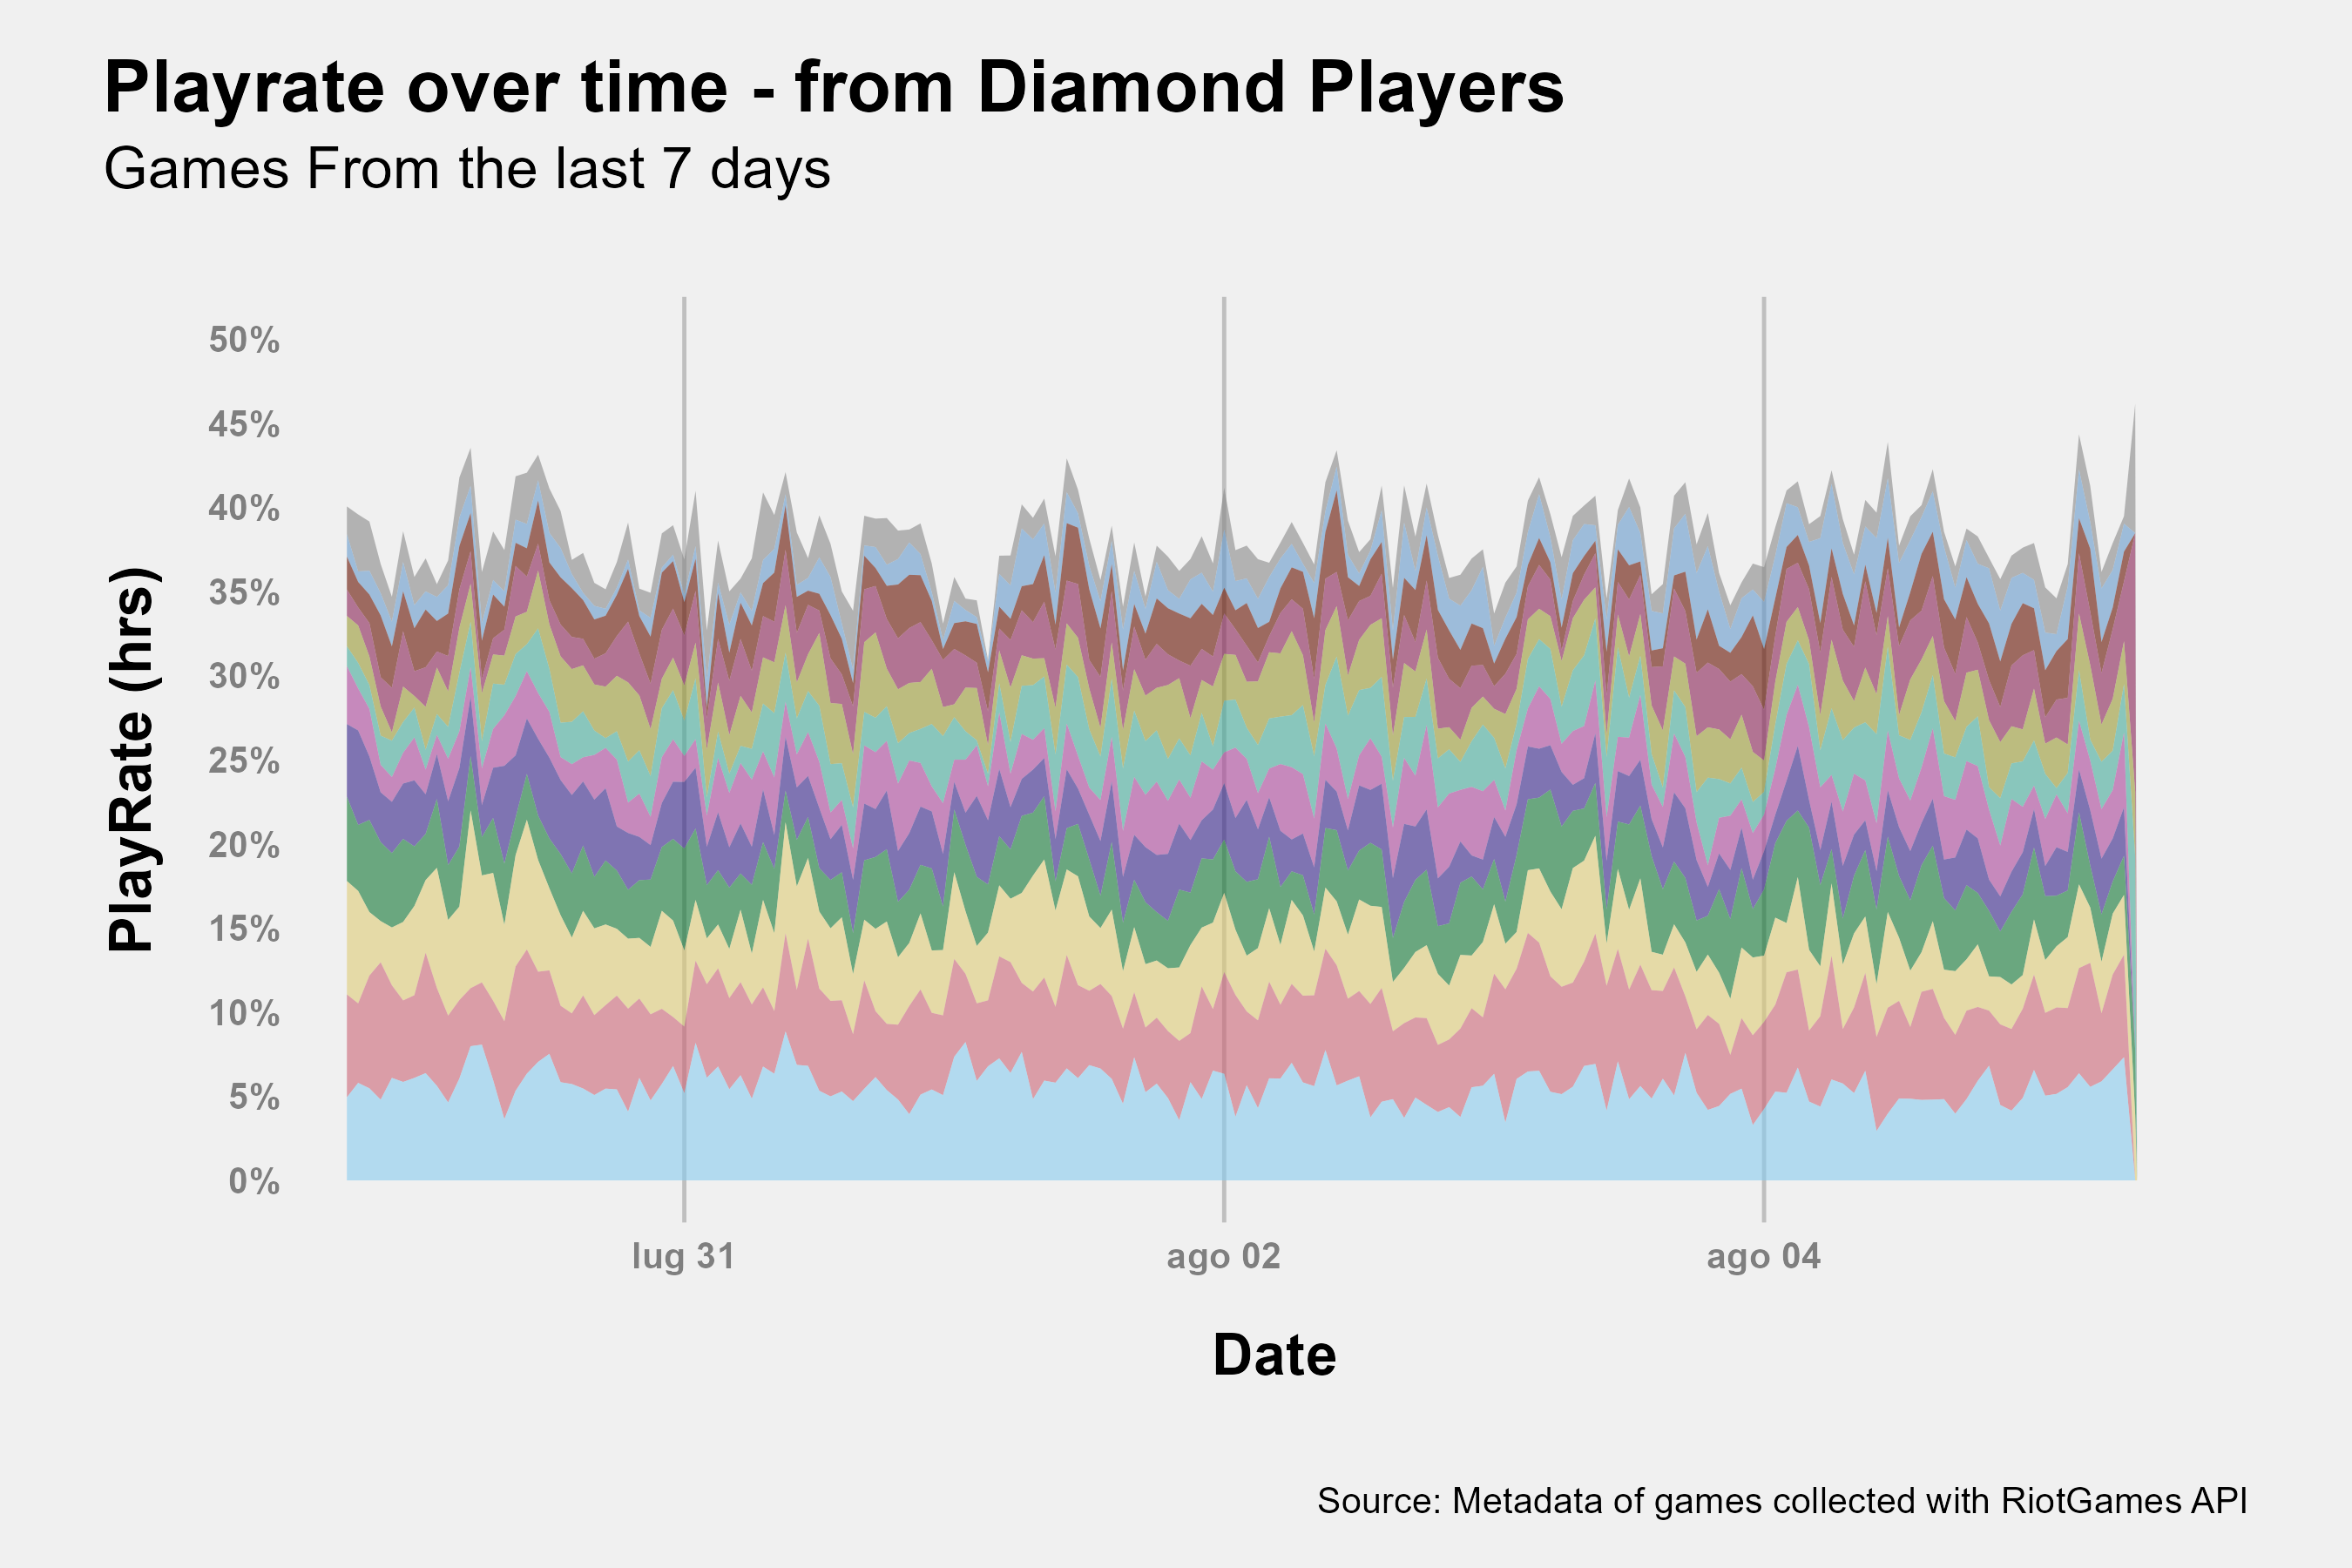 Playrate over time - from Diamond Players
Games From the last 7 days
PlayRate (hrs)
50%
45%
40%
35%
30%
25%
20%
15%
10%
5%
0%
lug 31
ago 02
ago 04
Date
Source: Metadata of games collected with RiotGames API